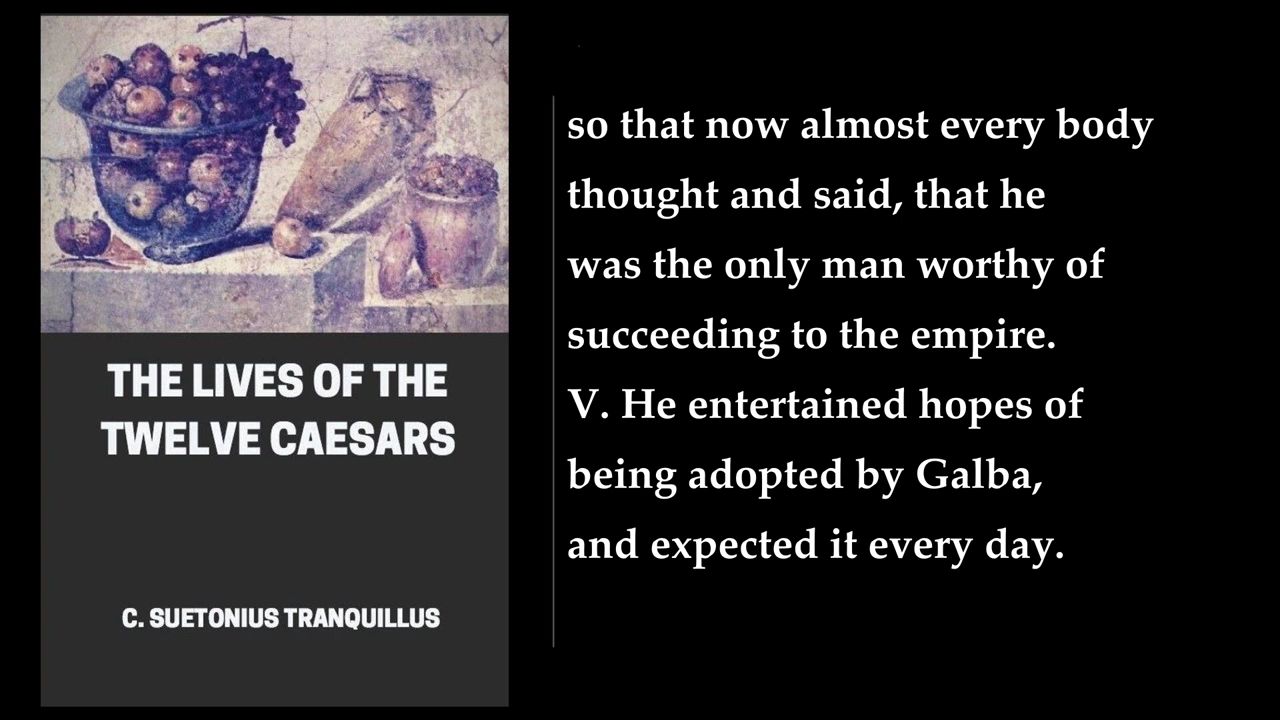 THE LIVES OF THE
TWELVE CAESARS
C. SUETONIUS TRANQUILLUS
so that now almost every body
thought and said, that he
was the only man worthy of
succeeding to the empire.
V. He entertained hopes of
being adopted by Galba,
and expected it every day.